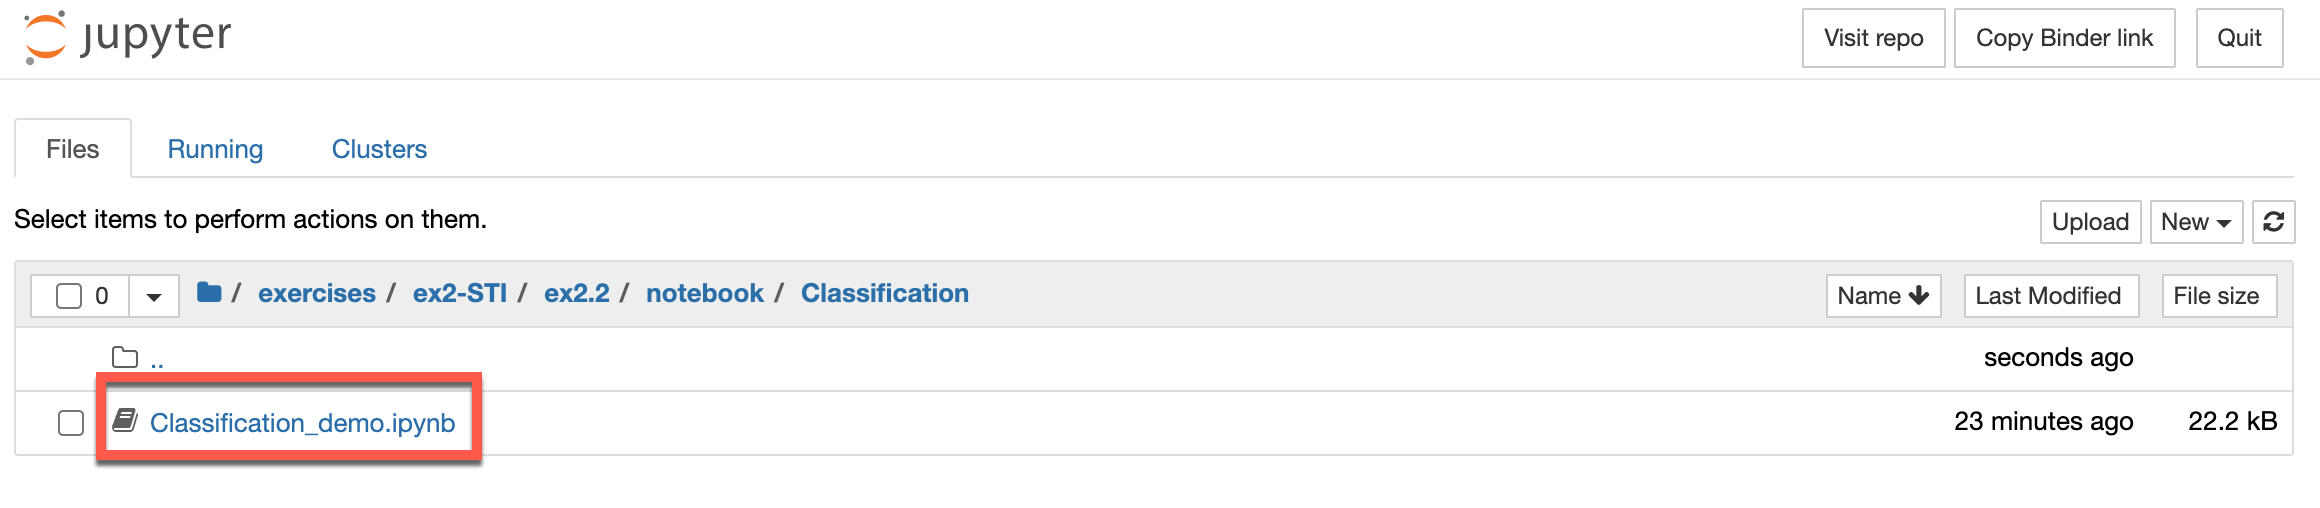 jupyter
Visit repo
Copy Binder link
Quit
Files
Running
Clusters
Select items to perform actions on them.
Upload
New
0
/ exercises / ex2-STI / ex2.2 / notebook / Classification
Name
Last Modified
File size
..
seconds ago
Classification_demo.ipynb
23 minutes ago
22.2 kB